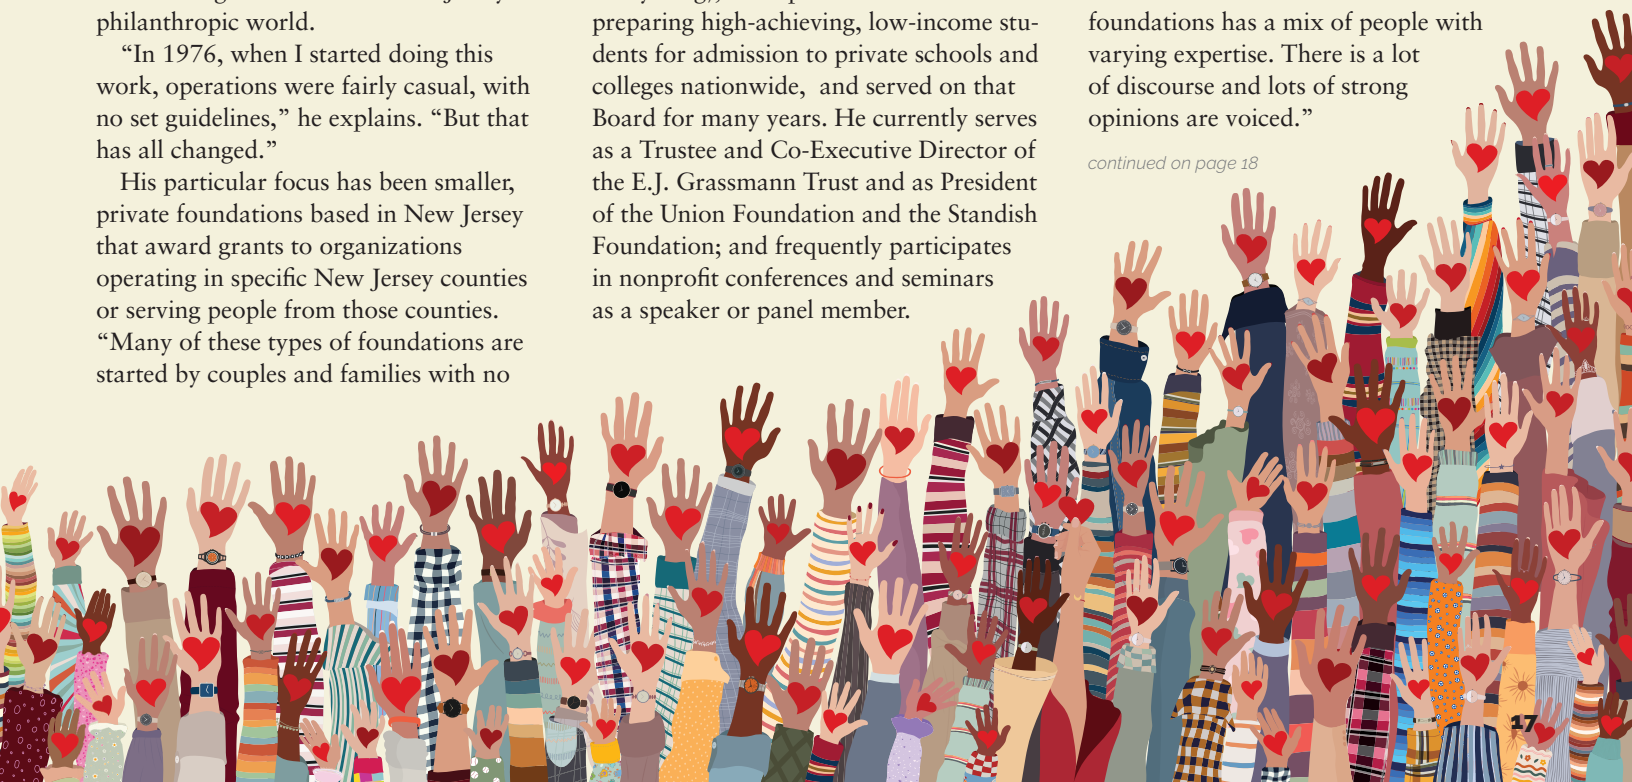 philanthropic world.
“In 1976, when I started doing this
work, operations were fairly casual, with
no set guidelines,” he explains. “But that
has all changed.”
His particular focus has been smaller,
private foundations based in New Jersey
that award grants to organizations
operating in specific New Jersey counties
or serving people from those counties.
“Many of these types of foundations are
started by couples and families with no
preparing high-achieving, low-income stu-
dents for admission to private schools and
colleges nationwide,  and served on that
Board for many years. He currently serves
as a Trustee and Co-Executive Director of
the E.J. Grassmann Trust and as President
of the Union Foundation and the Standish
Foundation; and frequently participates
in nonprofit conferences and seminars
as a speaker or panel member.
foundations has a mix of people with
varying expertise. There is a lot
of discourse and lots of strong
opinions are voiced.”
continued on page 18
17